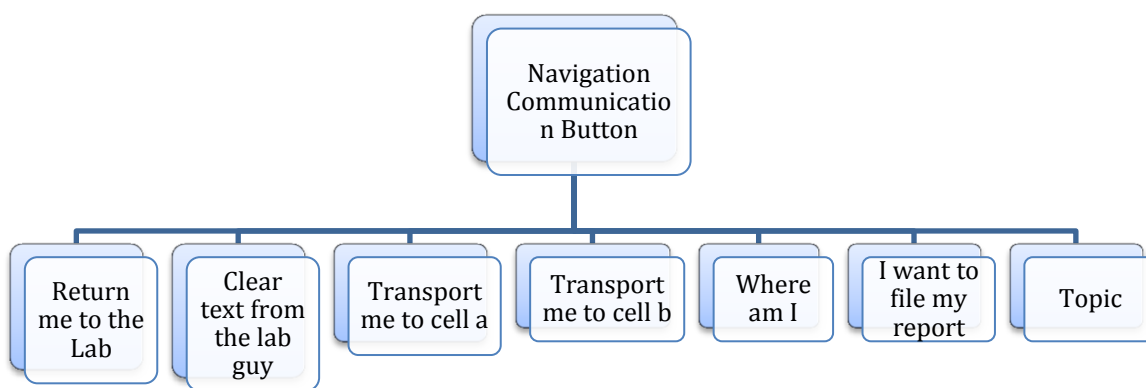 Navigation
Communicatio
n Button
Return
me to the
Lab
Clear
text from
the lab
guy
Transport
me to cell a
Transport
me to cell b
Where
am I
I want to
file my
report
Topic